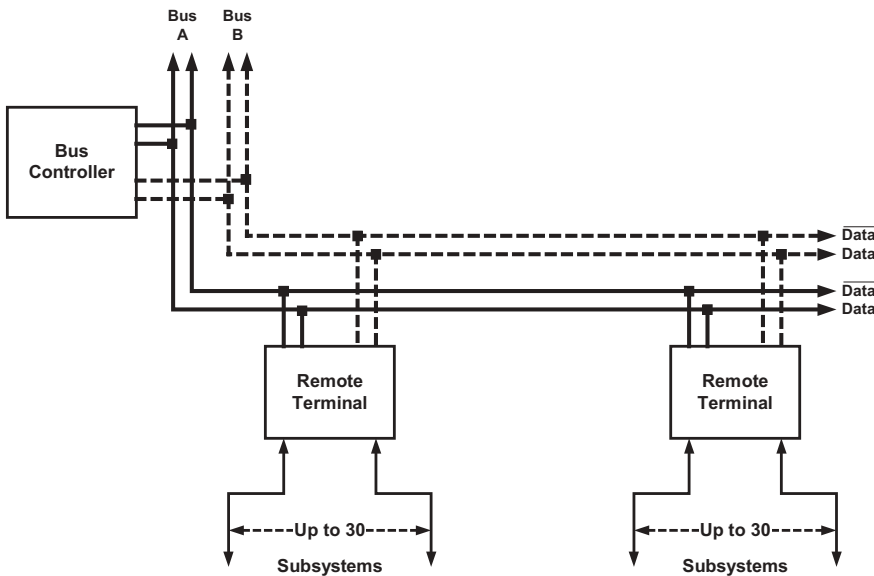 Bus
A
Bus
B
Bus
Controller
Data
Data
Data
Data
Remote
Terminal
Remote
Terminal
Up to 30
Subsystems
Up to 30
Subsystems